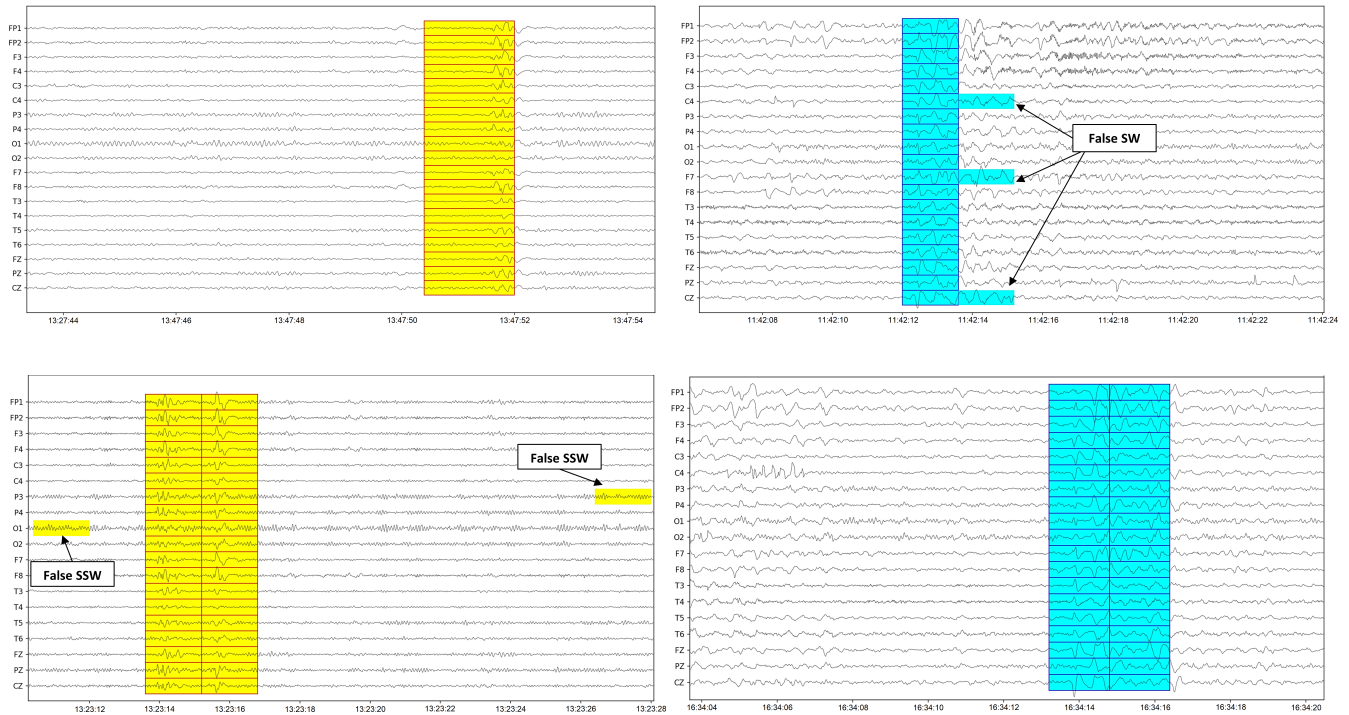 FP1
FP2
F3
F4
C3
C4
P3
P4
O1
O2
F7
F8
T3
T4
T5
T6
FZ
PZ
CZ
13:27:44 13:47:46 13:47:48 13:47:50 13:47:52 13:47:54
FP1
FP2
F3
F4
C3
C4
P3
P4
O1
O2
F7
F8
T3
T4
T5
T6
FZ
PZ
CZ
False SW
11:42:08 11:42:10 11:42:12 11:42:14 11:42:16 11:42:18 11:42:20 11:42:22 11:42:24
FP1
FP2
F3
F4
C3
C4
P3
P4
O1
O2
F7
F8
T3
T4
T5
T6
FZ
PZ
CZ
False SSW
False SSW
13:23:12 13:23:14 13:23:16 13:23:18 13:23:20 13:23:22 13:23:24 13:23:26 13:23:28
FP1
FP2
F3
F4
C3
C4
P3
P4
O1
O2
F7
F8
T3
T4
T5
T6
FZ
PZ
CZ
16:34:04 16:34:06 16:34:08 16:34:10 16:34:12 16:34:14 16:34:16 16:34:18 16:34:20